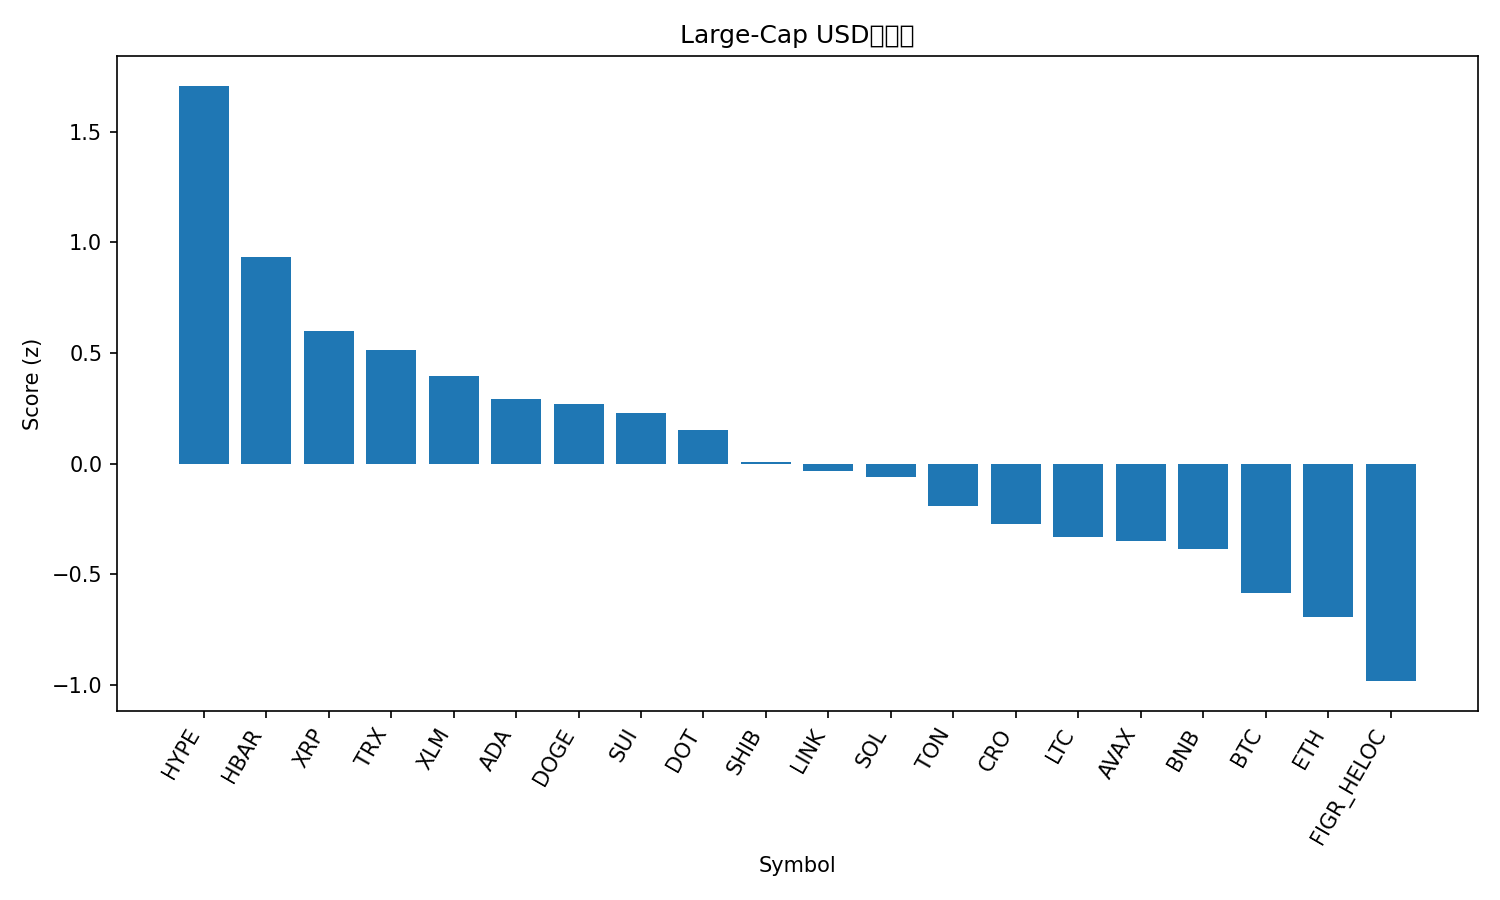 Large-Cap USD
Score (z)
1.5
1.0
0.5
0.0
−0.5
−1.0
HYPE
HBAR
XRP
TRX
XLM
ADA
DOGE
SUI
DOT
SHIB
LINK
SOL
TON
CRO
LTC
AVAX
BNB
BTC
ETH
FIGR_HELOC
Symbol